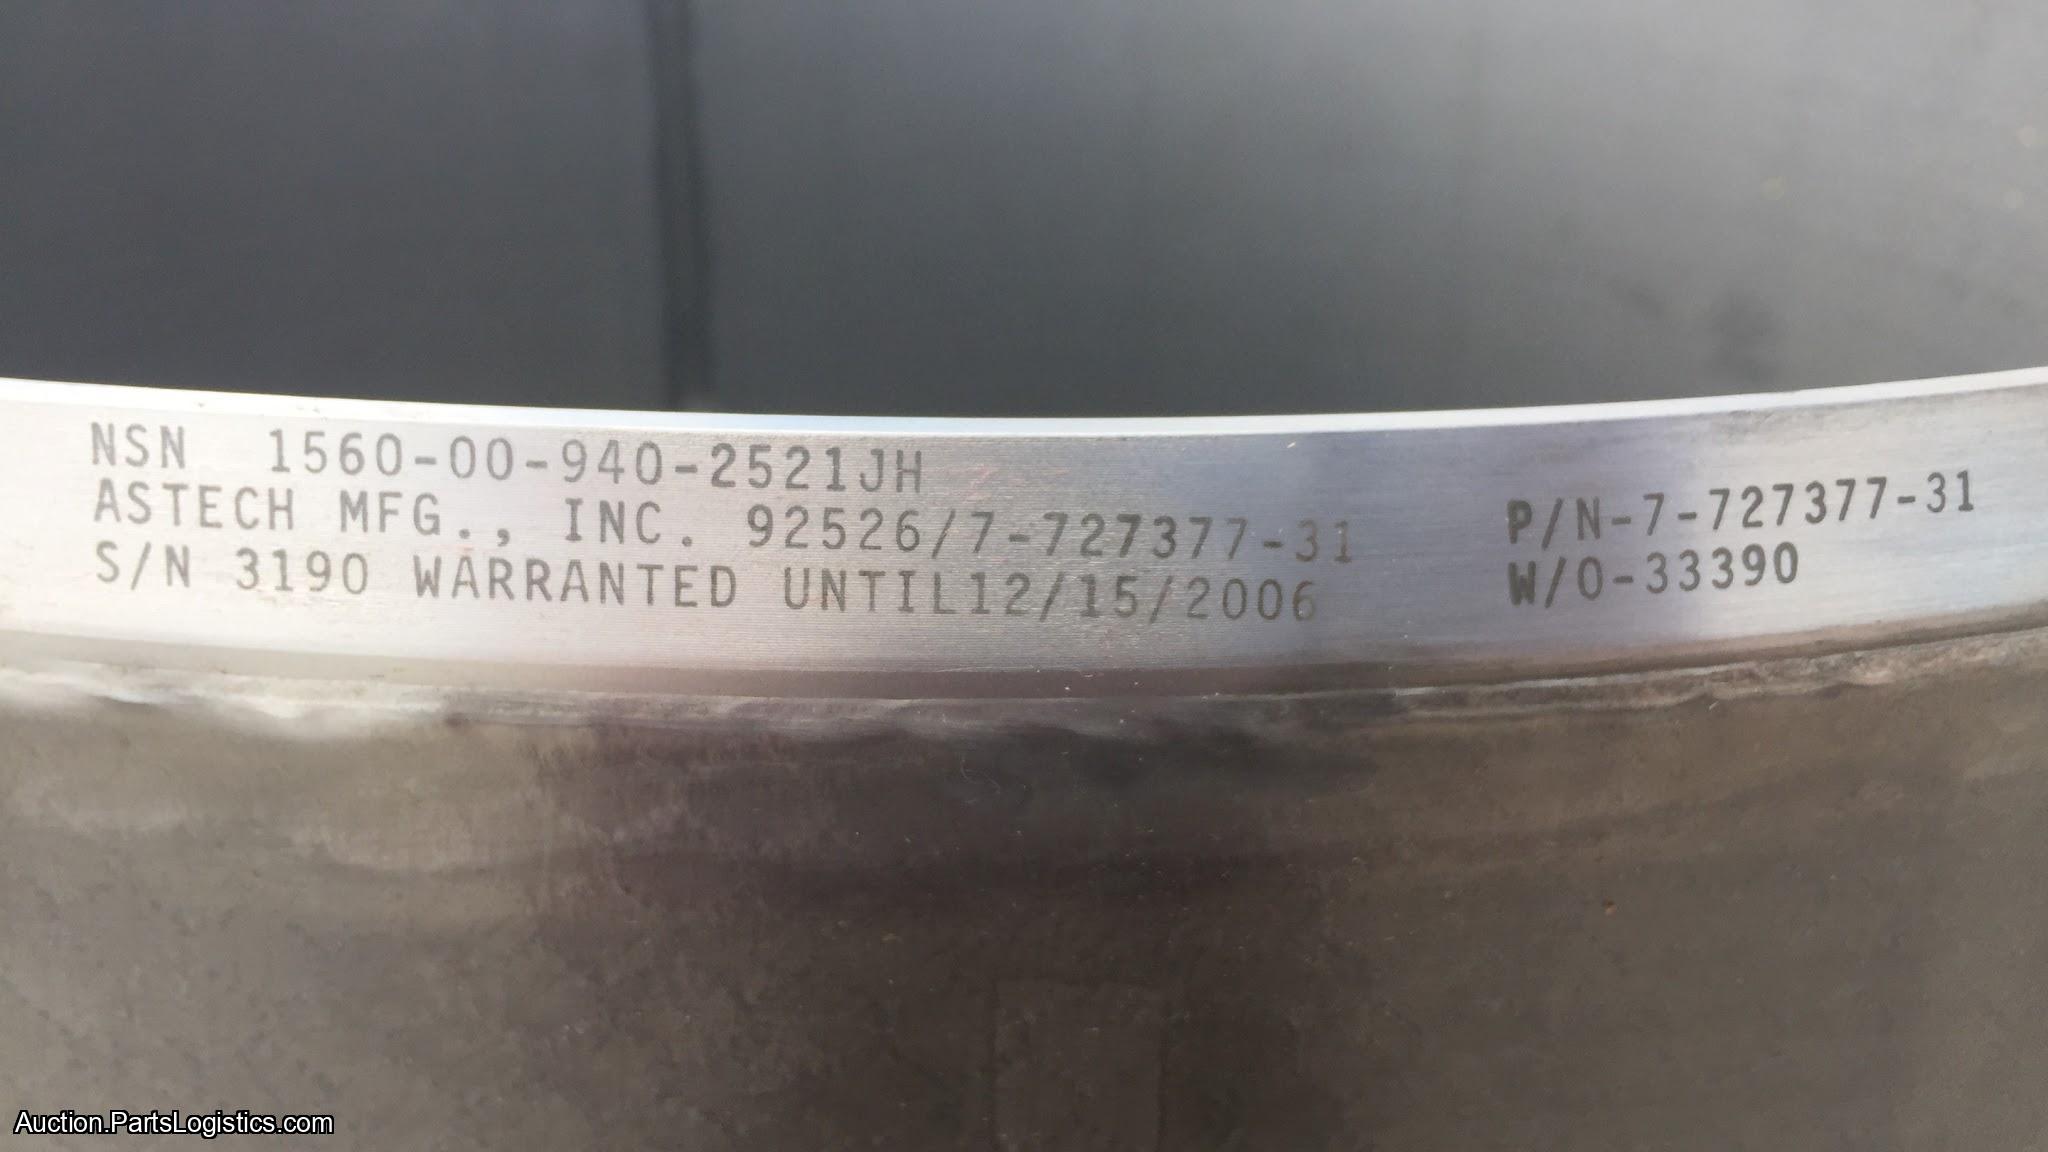 NSN 1560-00-940-2521JH
ASTECH MFG., INC. 92526/7-727377-31
S/N 3190 WARRANTED UNTIL12/15/2006
P/N-7-727377-31
W/O-33390
Auction.PartsLogistics.com